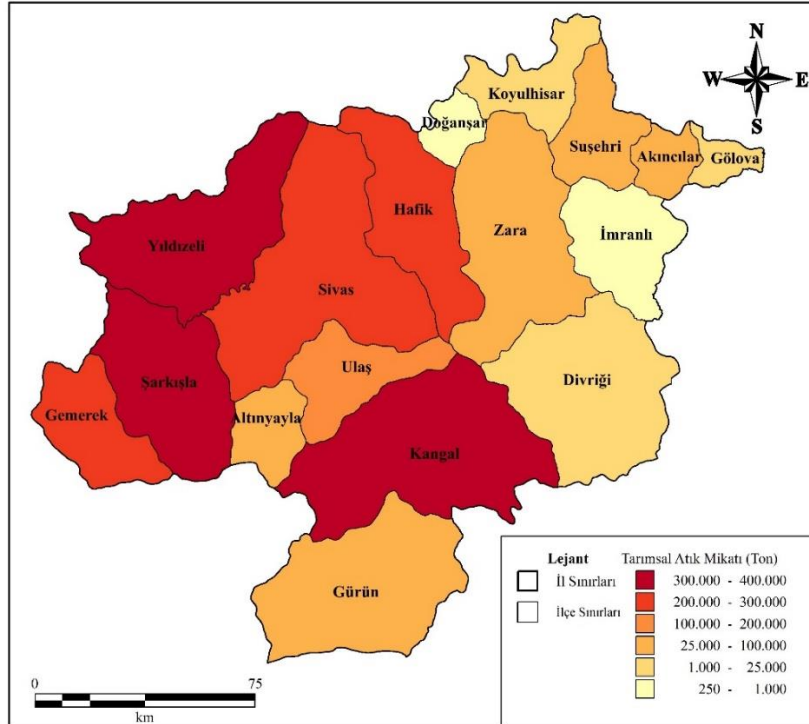 N
W E
S
Koyulhisar
Doğanşar
Suşehri
Akıncılar
Gölova
Hafik
Zara
İmranlı
Yıldızeli
Sivas
Ulaş
Şarkışla
Divriği
Gemerek
Altınyayla
Kangal
Gürün
Lejant
İl Sınırları
İlçe Sınırları
Tarımsal Atık Mikatı (Ton)
300.000 - 400.000
200.000 - 300.000
100.000 - 200.000
25.000 - 100.000
1.000 - 25.000
250 - 1.000
0 75
km